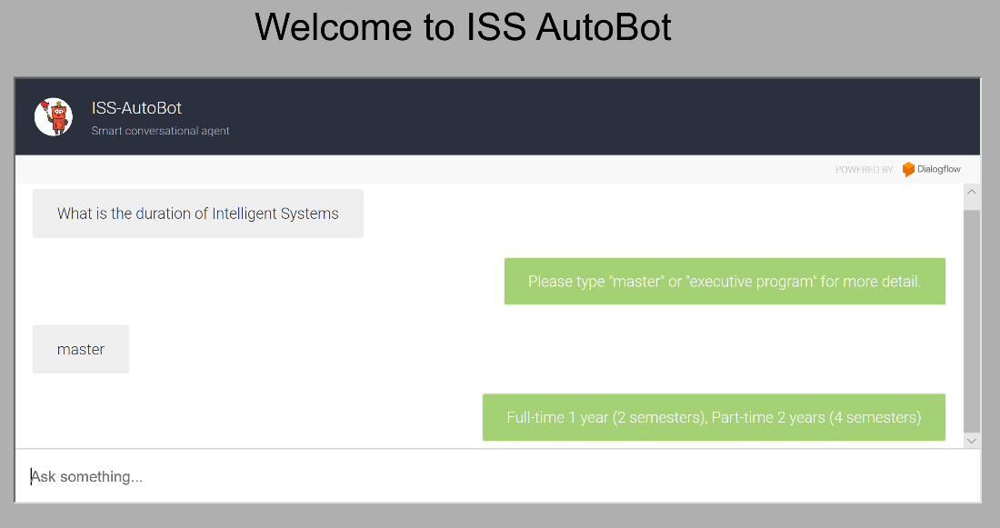 Welcome to ISS AutoBot
ISS-AutoBot
Smart conversational agent
POWERED BY Dialogflow
What is the duration of Intelligent Systems
Please type "master" or "executive program" for more detail.
master
Full-time 1 year (2 semesters), Part-time 2 years (4 semesters)
Ask something...